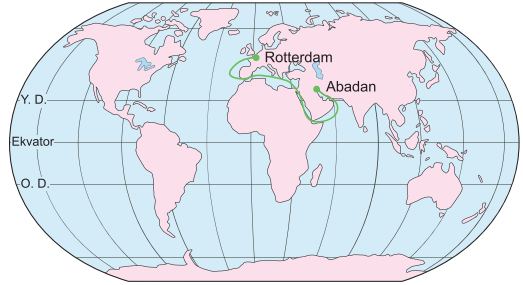 Rotterdam
Abadan
Y. D.
Ekvator
O. D.